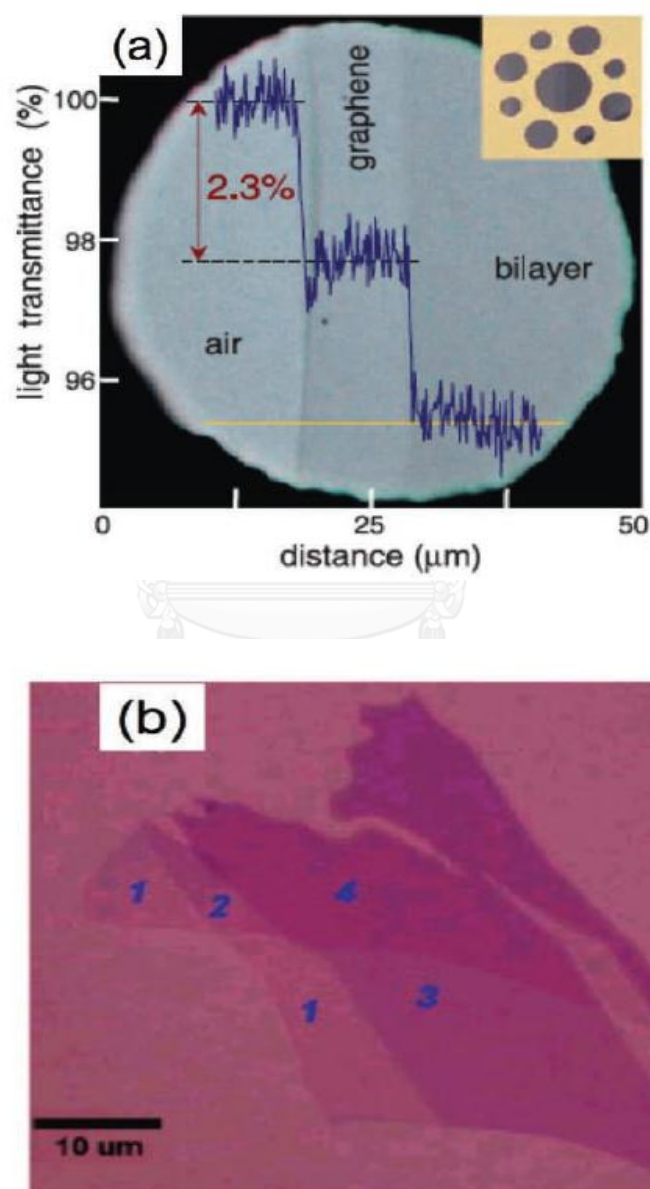 (a)
light transmittance (%)
100
98
96
2.3%
graphene
air
bilayer
0
25
50
distance (μm)
(b)
1
2
4
1
3
10 um